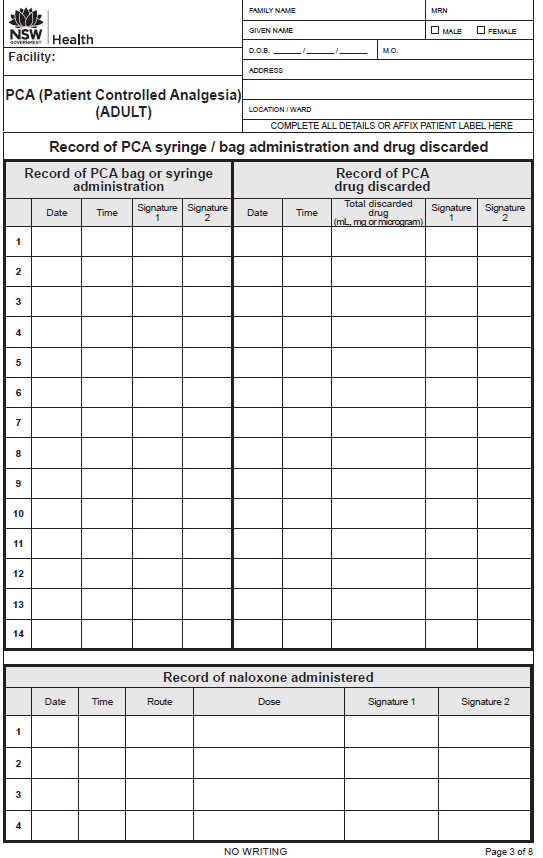 FAMILY NAME MRN
GIVEN NAME MALE FEMALE
NSW
GOVERNMENT
Health
Facility:
D.O.B. _______ / _______ / _______ M.O.
ADDRESS
PCA (Patient Controlled Analgesia)
(ADULT)
LOCATION / WARD
COMPLETE ALL DETAILS OR AFFIX PATIENT LABEL HERE
Record of PCA syringe / bag administration and drug discarded
Record of PCA bag or syringe
administration
Record of PCA
drug discarded
Date Time Signature 1 Signature 2 Date Time Total discarded drug (mL, mg or microgram) Signature 1 Signature 2
1
2
3
4
5
6
7
8
9
10
11
12
13
14
Record of naloxone administered
Date Time Route Dose Signature 1 Signature 2
1
2
3
4
NO WRITING Page 3 of 8